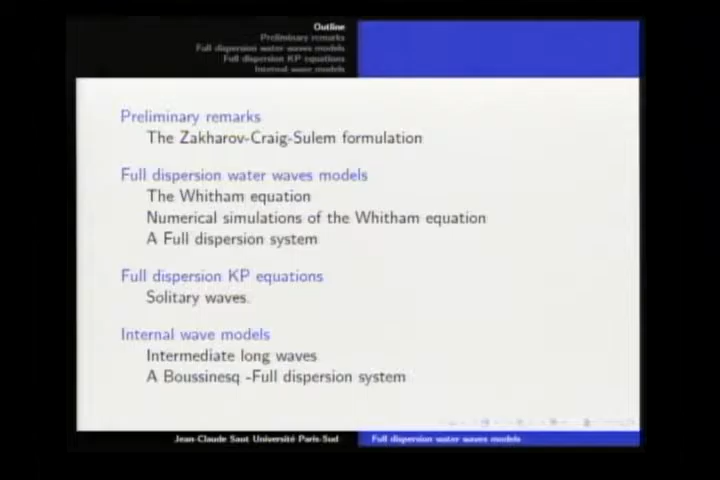 Outline
Preliminary remarks
Full dispersion water waves models
Full dispersion KP equations
Internal wave models
Preliminary remarks
The Zakharov-Craig-Sulem formulation
Full dispersion water waves models
The Whitham equation
Numerical simulations of the Whitham equation
A Full dispersion system
Full dispersion KP equations
Solitary waves.
Internal wave models
Intermediate long waves
A Boussinesq -Full dispersion system
Jean-Claude Saut Université Paris-Sud
Full dispersion water waves models